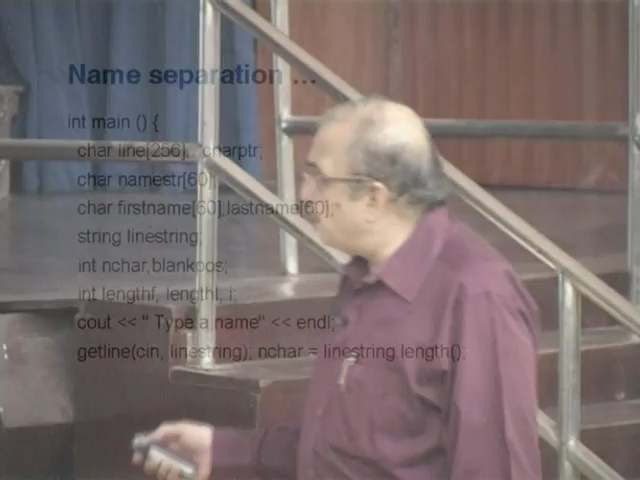 Name separation ...
int main () {
char line[256], *charptr;
char namestr[60];
char firstname[60],lastname[60];
string linestring;
int nchar,blankpos;
int lengthf, lengthl, i;
cout << " Type a name" << endl;
getline(cin, linestring); nchar = linestring.length();